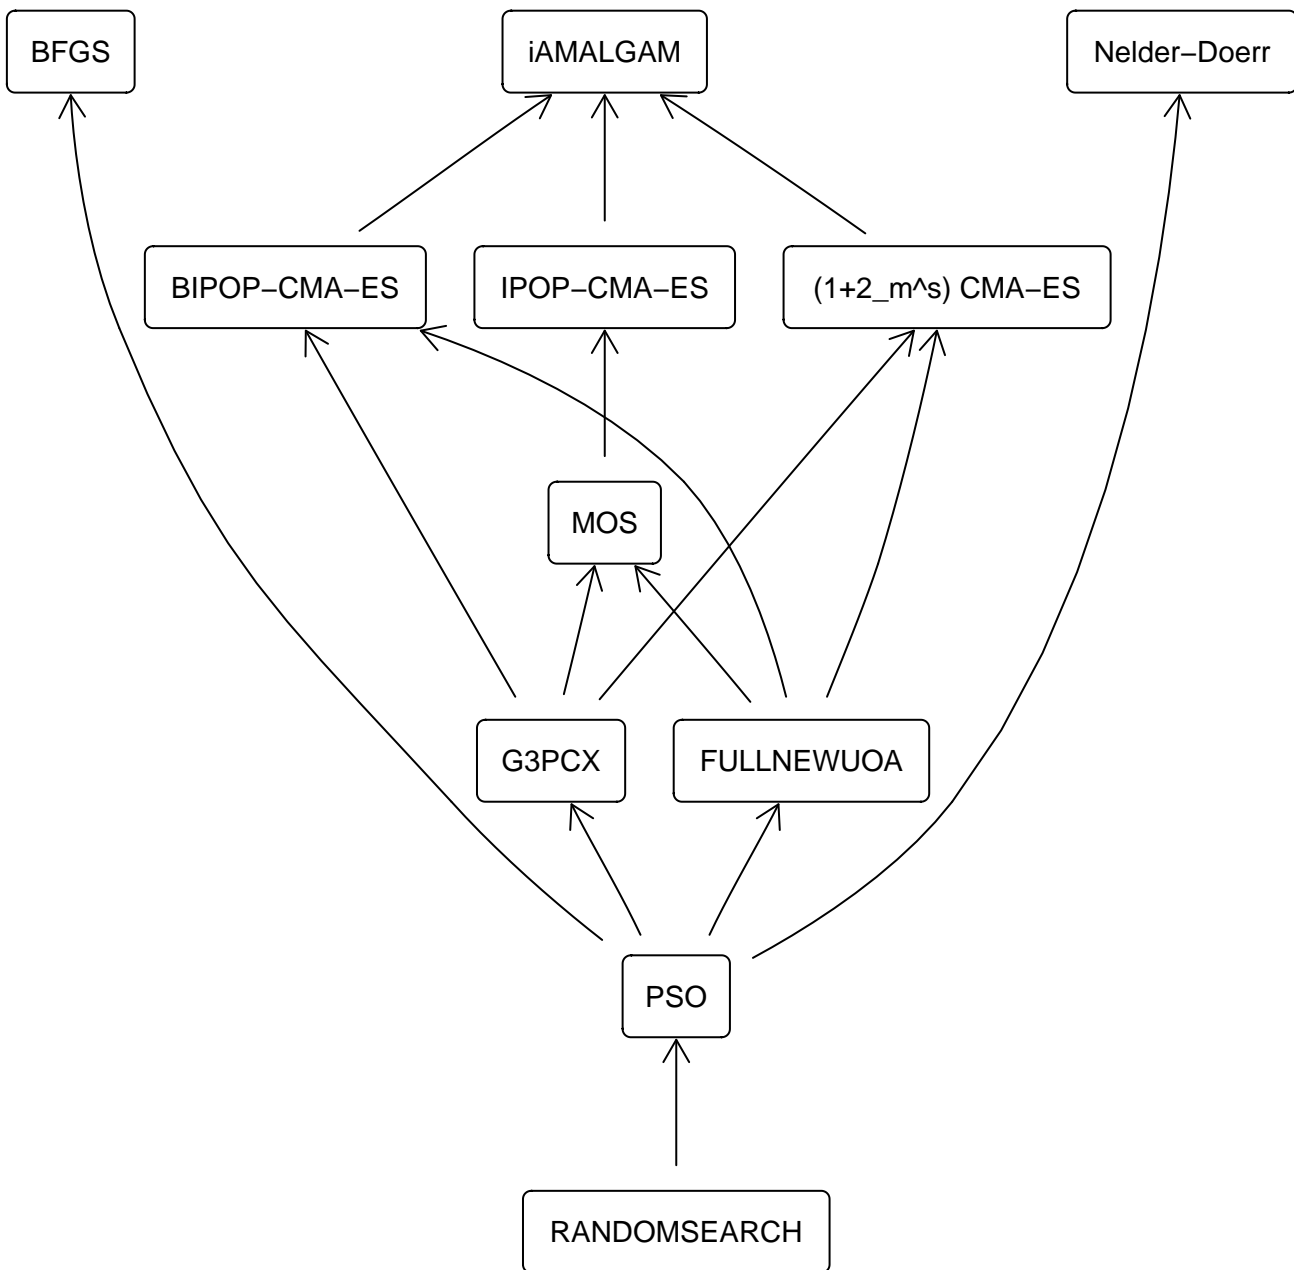 BFGS
iAMALGAM
Nelder−Doerr
BIPOP−CMA−ES
IPOP−CMA−ES
(1+2_m^s) CMA−ES
MOS
G3PCX
FULLNEWUOA
PSO
RANDOMSEARCH